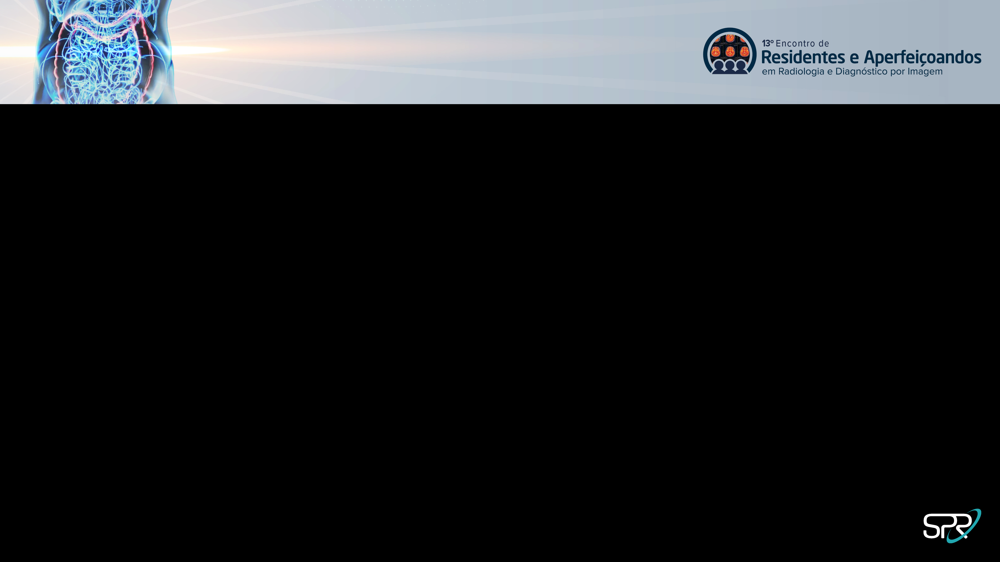 13º Encontro de
Residentes e Aperfeiçoandos
em Radiologia e Diagnóstico por Imagem
SPR